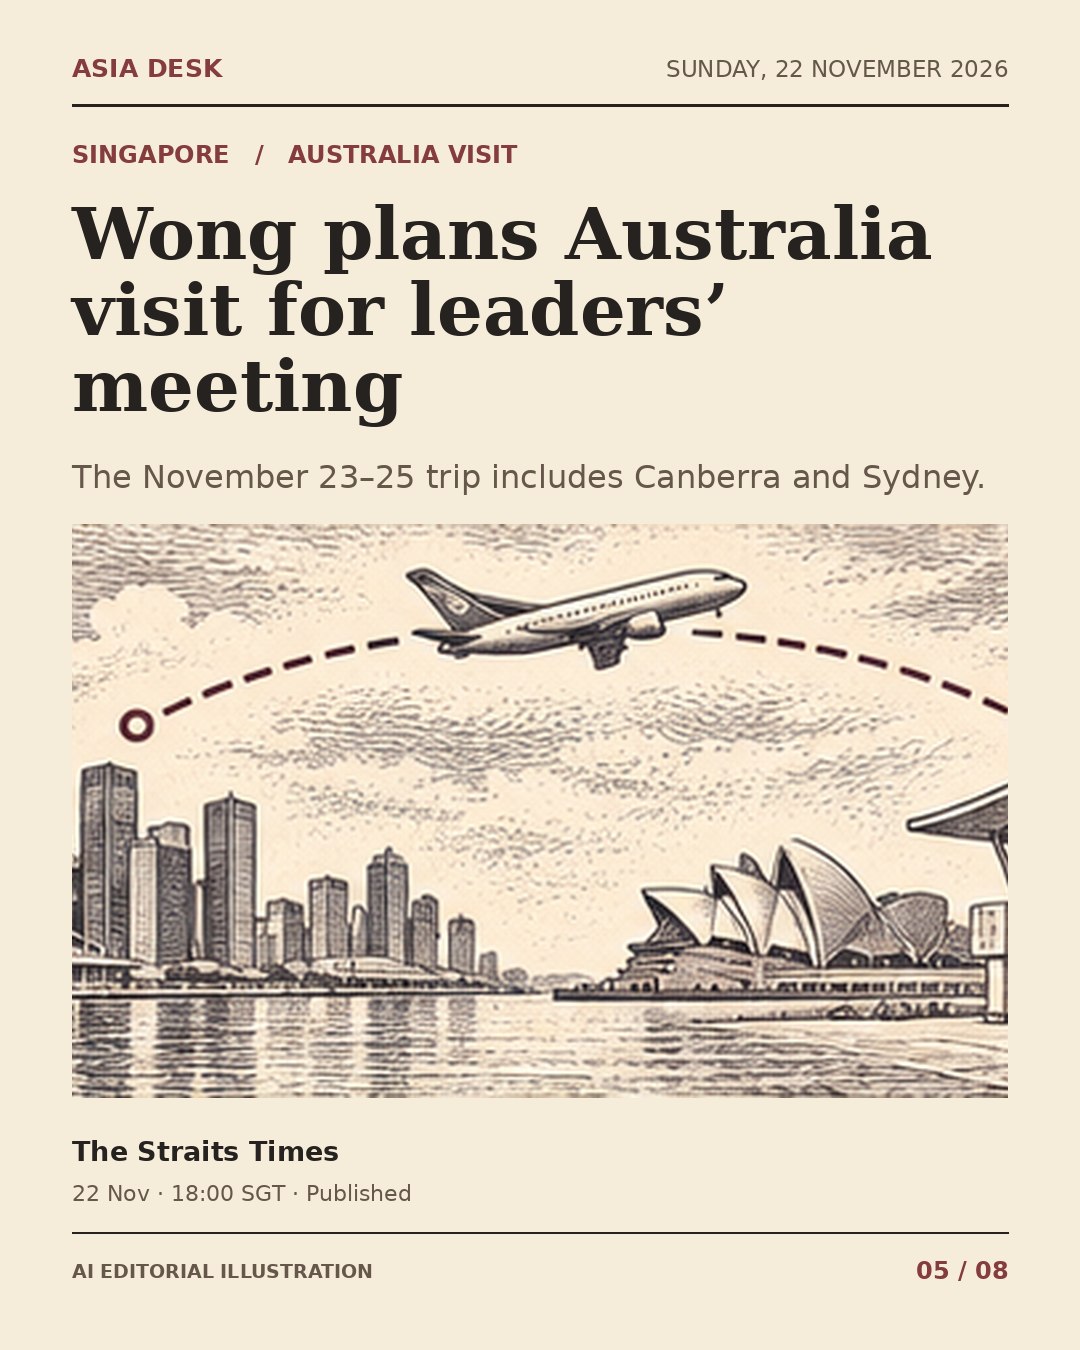 ASIA DESK
SUNDAY, 22 NOVEMBER 2026
SINGAPORE / AUSTRALIA VISIT
Wong plans Australia
visit for leaders’
meeting
The November 23–25 trip includes Canberra and Sydney.
The Straits Times
22 Nov · 18:00 SGT · Published
AI EDITORIAL ILLUSTRATION
05 / 08